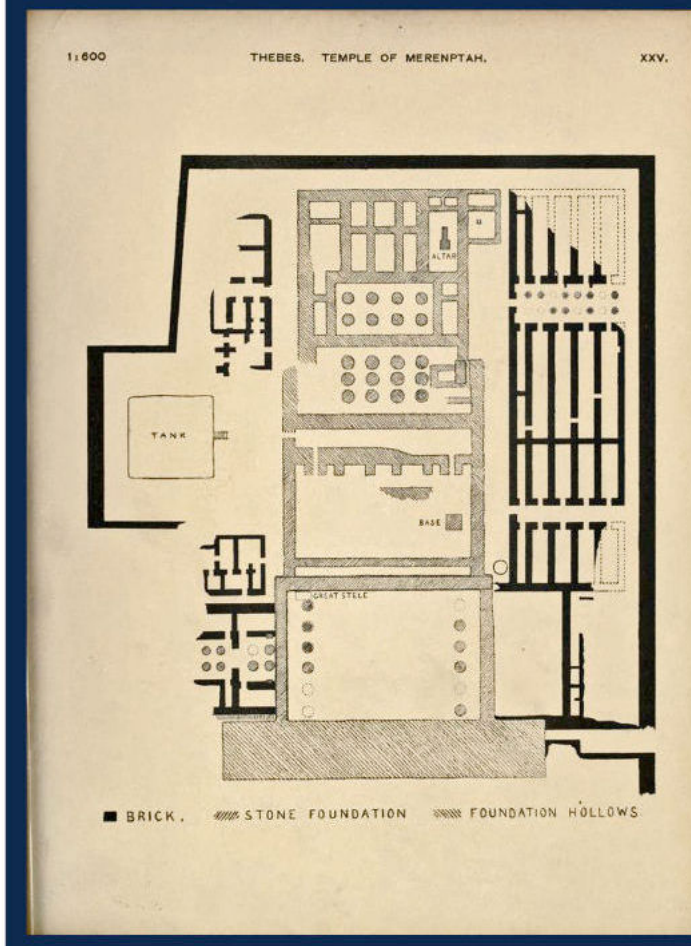 1:600 THEBES. TEMPLE OF MERENPTAH. XXV.
ALTAR
TANK
BASE
GREAT STELE
BRICK. STONE FOUNDATION FOUNDATION HOLLOWS